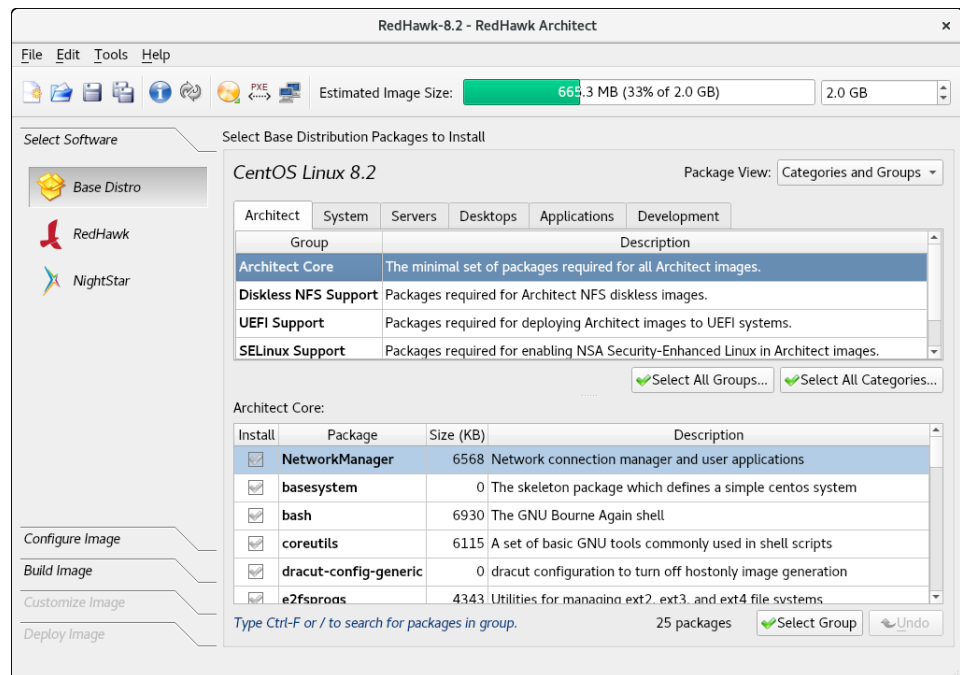 RedHawk-8.2 - RedHawk Architect
File Edit Tools Help
PXE Estimated Image Size: 665.3 MB (33% of 2.0 GB) 2.0 GB
Select Software
Base Distro
RedHawk
NightStar
Configure Image
Build Image
Customize Image
Deploy Image
Select Base Distribution Packages to Install
CentOS Linux 8.2 Package View: Categories and Groups
Architect System Servers Desktops Applications Development
Group Description
Architect Core The minimal set of packages required for all Architect images.
Diskless NFS Support Packages required for Architect NFS diskless images.
UEFI Support Packages required for deploying Architect images to UEFI systems.
SELinux Support Packages required for enabling NSA Security-Enhanced Linux in Architect images.
Select All Groups... Select All Categories...
Architect Core:
Install Package Size (KB) Description
NetworkManager 6568 Network connection manager and user applications
basesystem 0 The skeleton package which defines a simple centos system
bash 6930 The GNU Bourne Again shell
coreutils 6115 A set of basic GNU tools commonly used in shell scripts
dracut-config-generic 0 dracut configuration to turn off hostonly image generation
e2fsprogs 4343 Utilities for managing ext2, ext3, and ext4 file systems
Type Ctrl-F or / to search for packages in group. 25 packages Select Group Undo